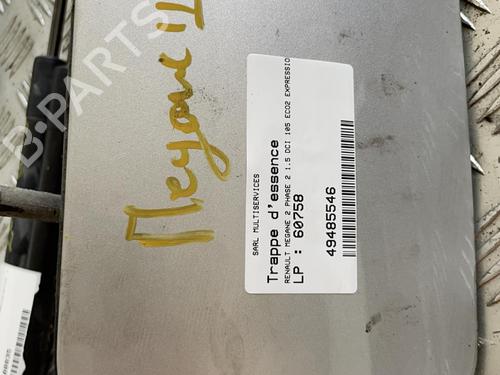 Megane II
SARL MULTISERVICES
Trappe d'essence
RENAULT MEGANE 2 PHASE 2 1.5 DCI 105 ECO2 EXPRESSIO
LP : 60758
49485546
B-PARTS